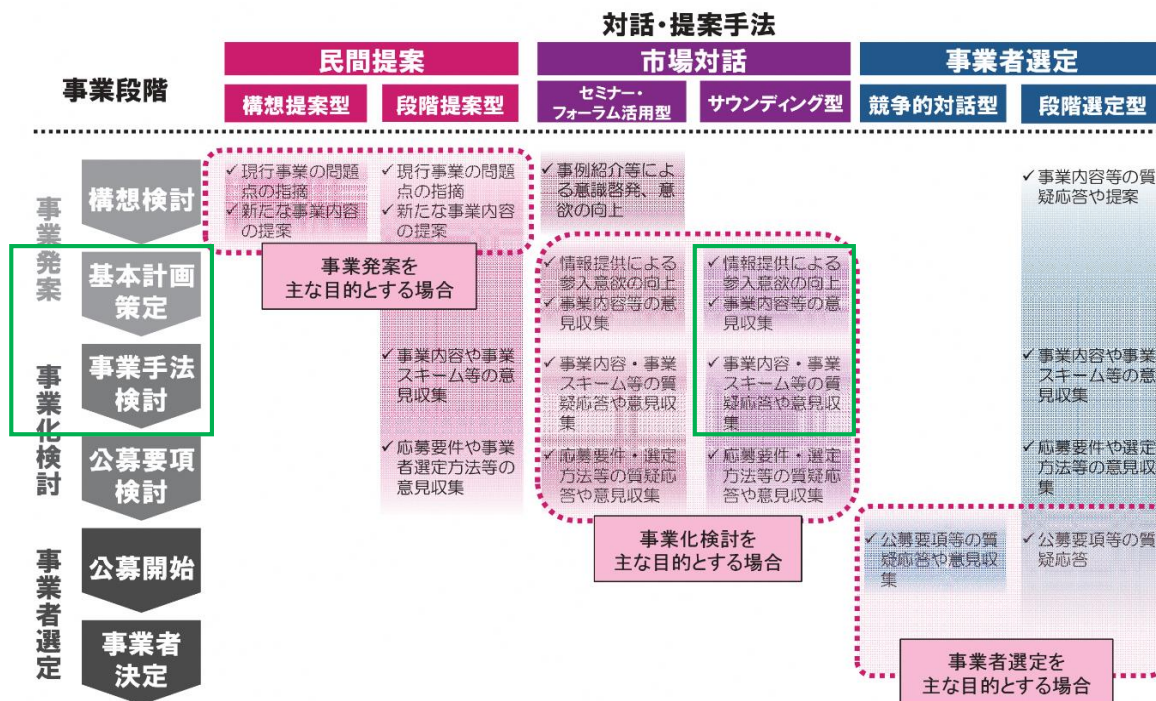 対話・提案手法
民間提案
市場対話
事業者選定
事業段階
構想提案型
段階提案型
セミナー・
フォーラム活用型
サウンディング型
競争的対話型
段階選定型
事業発案
構想検討
✓現行事業の問題
点の指摘
✓新たな事業内容
の提案
✓現行事業の問題
点の指摘
✓新たな事業内容
の提案
✓事例紹介等によ
る意識啓発、意
欲の向上
✓事業内容等の質
疑応答や提案
事業発案を
主な目的とする場合
基本計画
策定
✓情報提供による
参入意欲の向上
✓事業内容等の意
見収集
✓情報提供による
参入意欲の向上
✓事業内容等の意
見収集
事業化検討
事業手法
検討
✓事業内容や事業
スキーム等の意
見収集
✓事業内容・事業
スキーム等の質
疑応答や意見収
集
✓事業内容・事業
スキーム等の質
疑応答や意見収
集
✓事業内容や事業
スキーム等の意
見収集
公募要項
検討
✓応募要件や事業
者選定方法等の
意見収集
✓応募要件・選定
方法等の質疑応
答や意見収集
✓応募要件・選定
方法等の質疑応
答や意見収集
✓応募要件や選定
方法等の意見収
集
事業化検討を
主な目的とする場合
事業者選定
公募開始
✓公募要項等の質
疑応答や意見収
集
✓公募要項等の質
疑応答
事業者
決定
事業者選定を
主な目的とする場合